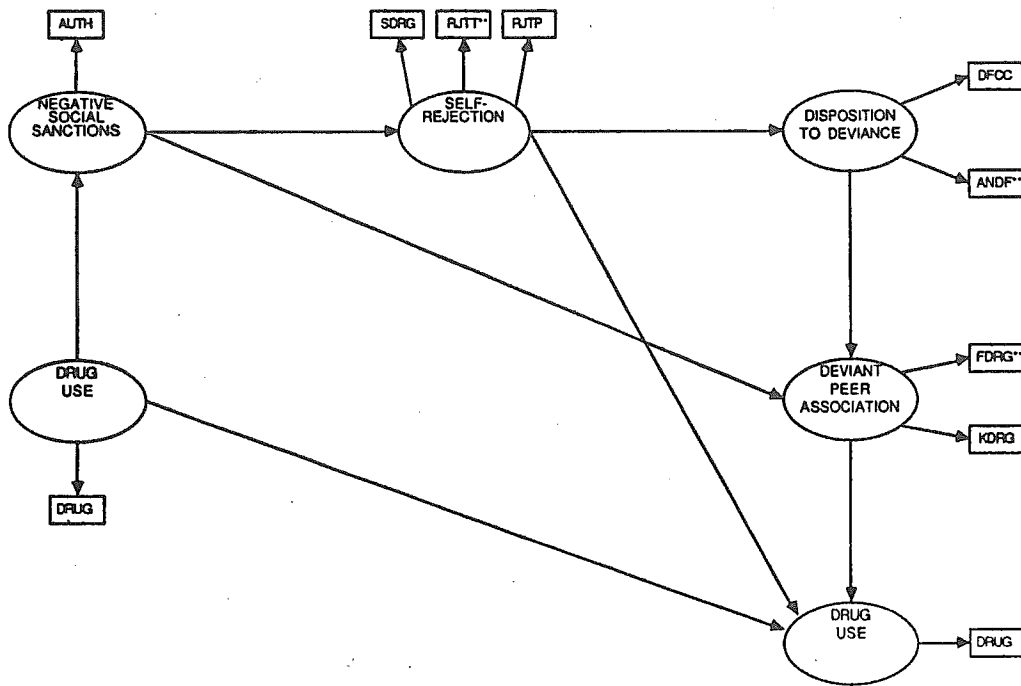 AUTH
SDRG
RJTT**
RJTP
NEGATIVE
SOCIAL
SANCTIONS
SELF-
REJECTION
DISPOSITION
TO DEVIANCE
DFCC
ANDF**
DRUG
USE
DRUG
DEVIANT
PEER
ASSOCIATION
FDRG**
KDRG
DRUG
USE
DRUG